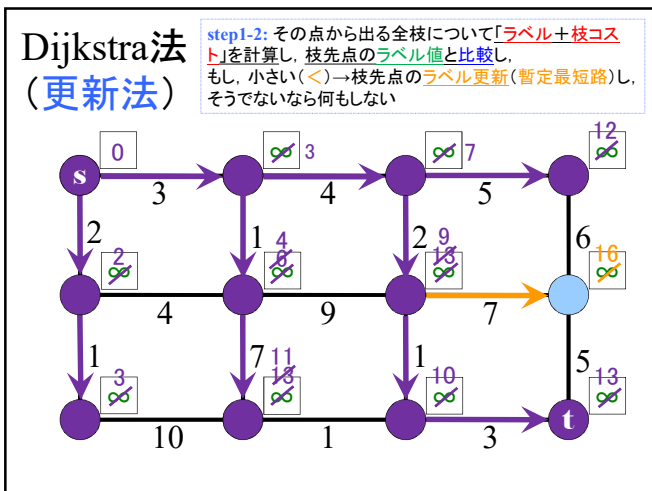 Dijkstra法
(更新法)
step1-2: その点から出る全枝について「ラベル+枝コスト」を計算し, 枝先点のラベル値と比較し,
もし, 小さい(<)→枝先点のラベル更新(暫定最短路)し,
そうでないなら何もしない
0 ∞ 3 ∞ 7 12 ∞
s 3 4 5
2 1 2 6
2 ∞ 4 6 ∞ 9 13 ∞ 16 ∞
4 9 7
1 7 1 5
3 ∞ 11 13 ∞ 10 ∞ 13 ∞
10 1 3 t